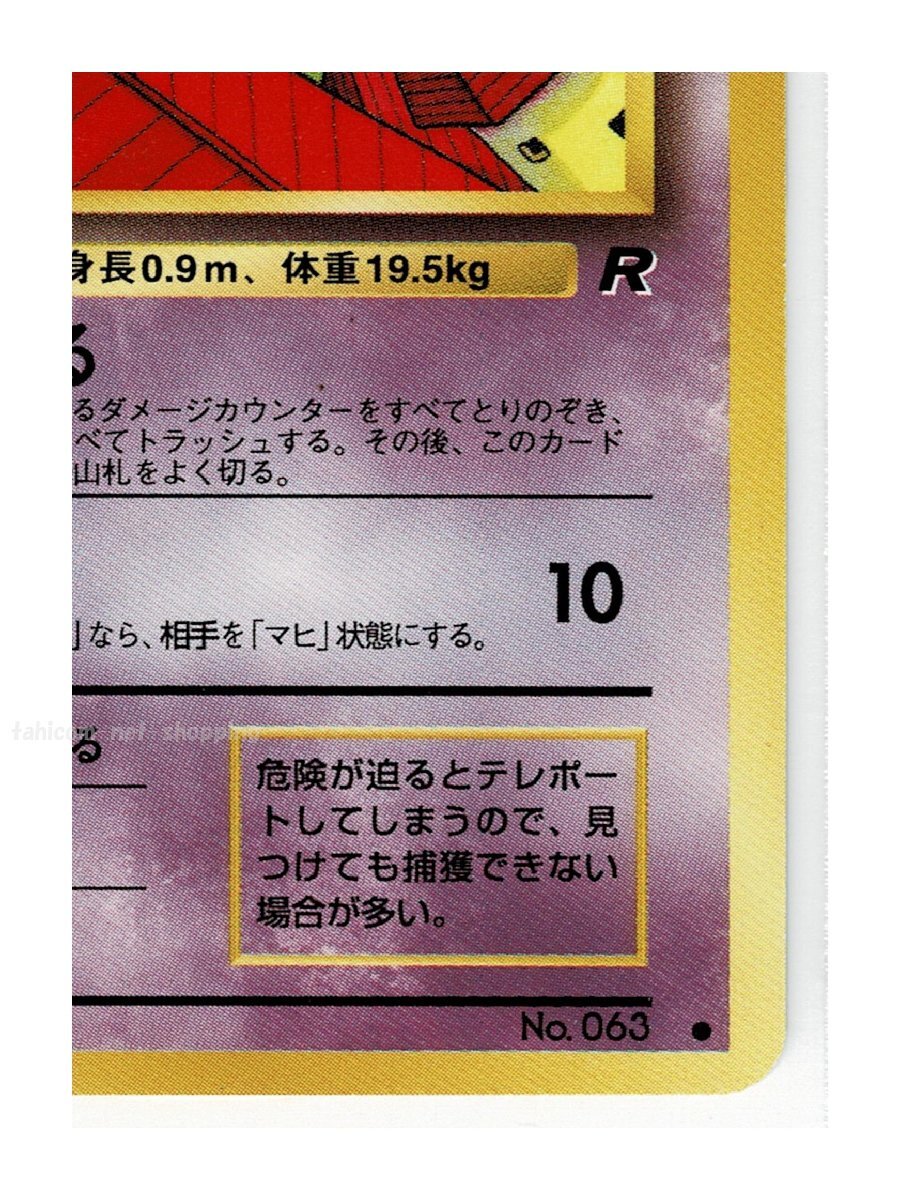 身長0.9m、体重19.5kg
R
る
るダメージカウンターをすべてとりのぞき、
べてトラッシュする。その後、このカード
山札をよく切る。
10
」なら、相手を「マヒ」状態にする。
tahicom net shopping
る
危険が迫るとテレポー
トしてしまうので、見
つけても捕獲できない
場合が多い。
No. 063 ●